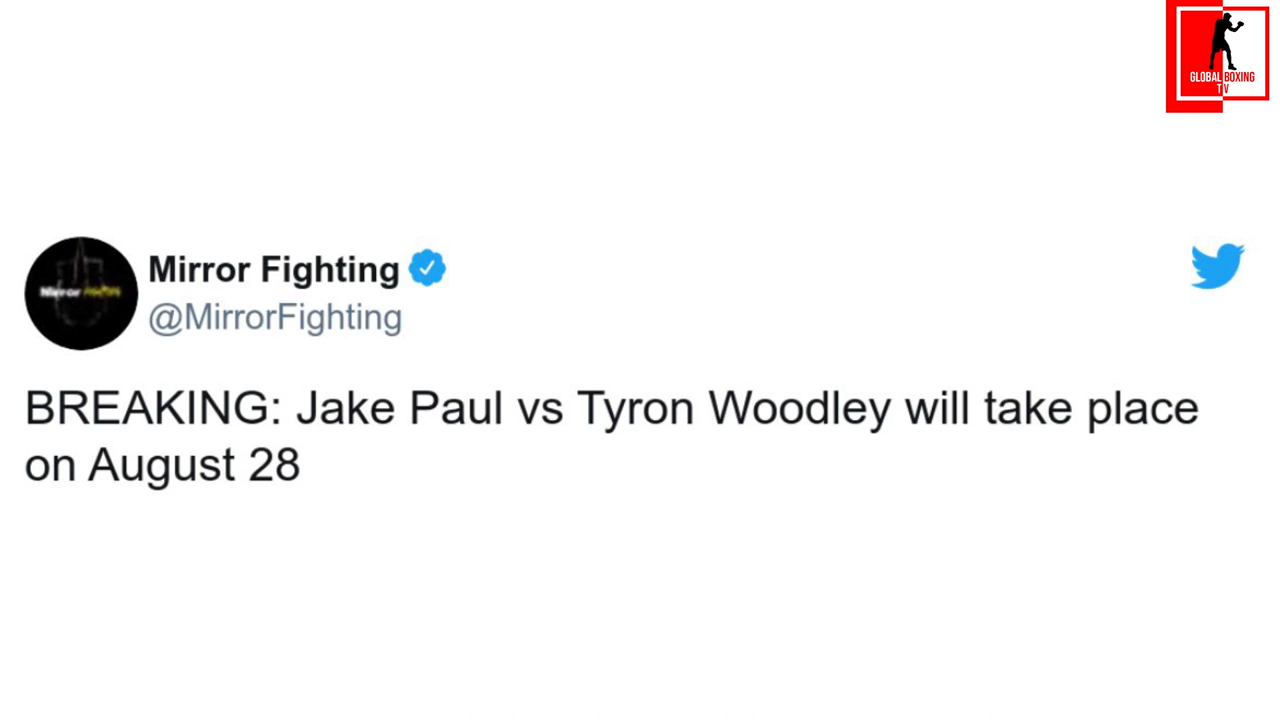 GLOBAL BOXING
TV
Mirror Fighting
@MirrorFighting
BREAKING: Jake Paul vs Tyron Woodley will take place
on August 28